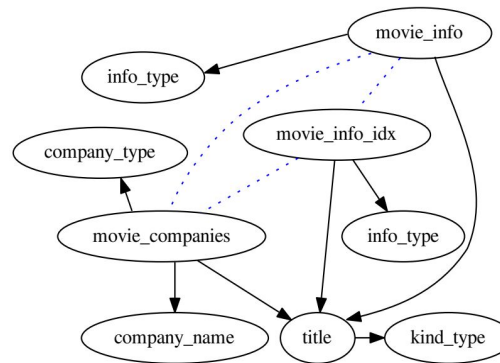 movie_info
info_type
movie_info_idx
company_type
movie_companies
info_type
company_name
title
kind_type